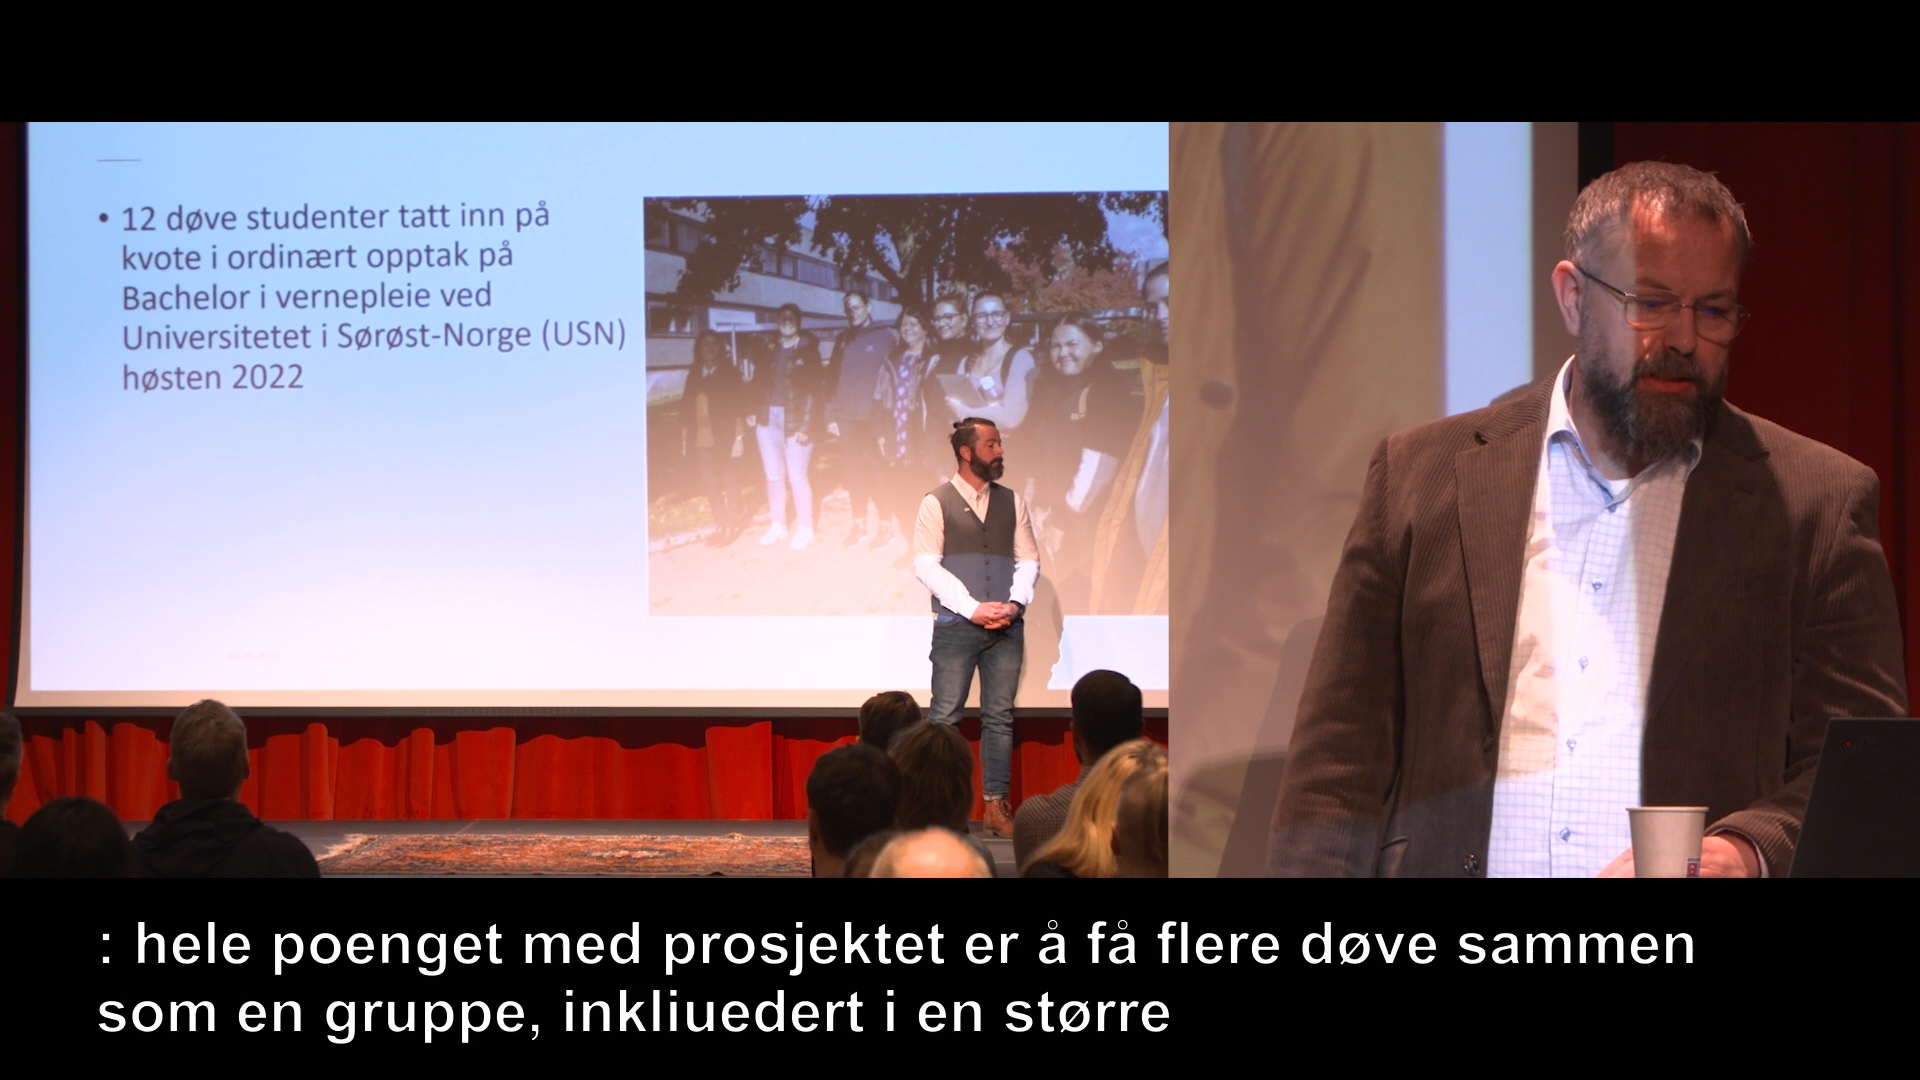 • 12 døve studenter tatt inn på
kvote i ordinært opptak på
Bachelor i vernepleie ved
Universitetet i Sørøst-Norge (USN)
høsten 2022
: hele poenget med prosjektet er å få flere døve sammen
som en gruppe, inkliuedert i en større